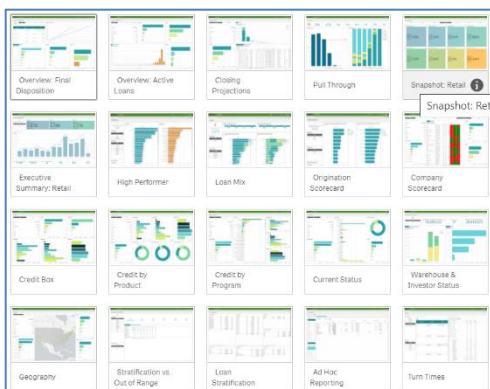 Overview: Final
Disposition
Overview: Active
Loans
Closing
Projections
Pull Through
Snapshot: Retail
Snapshot: Ret
Executive
Summary: Retail
High Performer
Loan Mix
Origination
Scorecard
Company
Scorecard
Credit Box
Credit by
Product
Credit by
Program
Current Status
Warehouse &
Investor Status
Geography
Stratification vs.
Out of Range
Loan
Stratification
Ad Hoc
Reporting
Turn Times